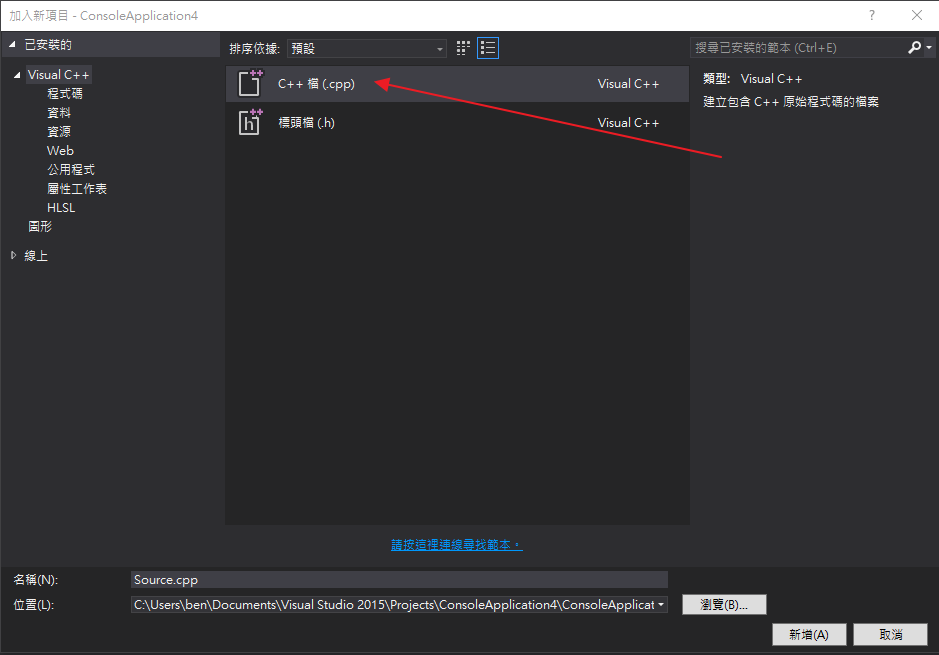 加入新項目 - ConsoleApplication4
?
已安裝的
排序依據: 預設
搜尋已安裝的範本 (Ctrl+E)
Visual C++
程式碼
資料
資源
Web
公用程式
屬性工作表
HLSL
圖形
線上
C++ 檔 (.cpp) Visual C++
標頭檔 (.h) Visual C++
類型: Visual C++
建立包含 C++ 原始程式碼的檔案
請按這裡連線尋找範本。
名稱(N): Source.cpp
位置(L): C:\Users\ben\Documents\Visual Studio 2015\Projects\ConsoleApplication4\ConsoleApplicat
瀏覽(B)...
新增(A) 取消